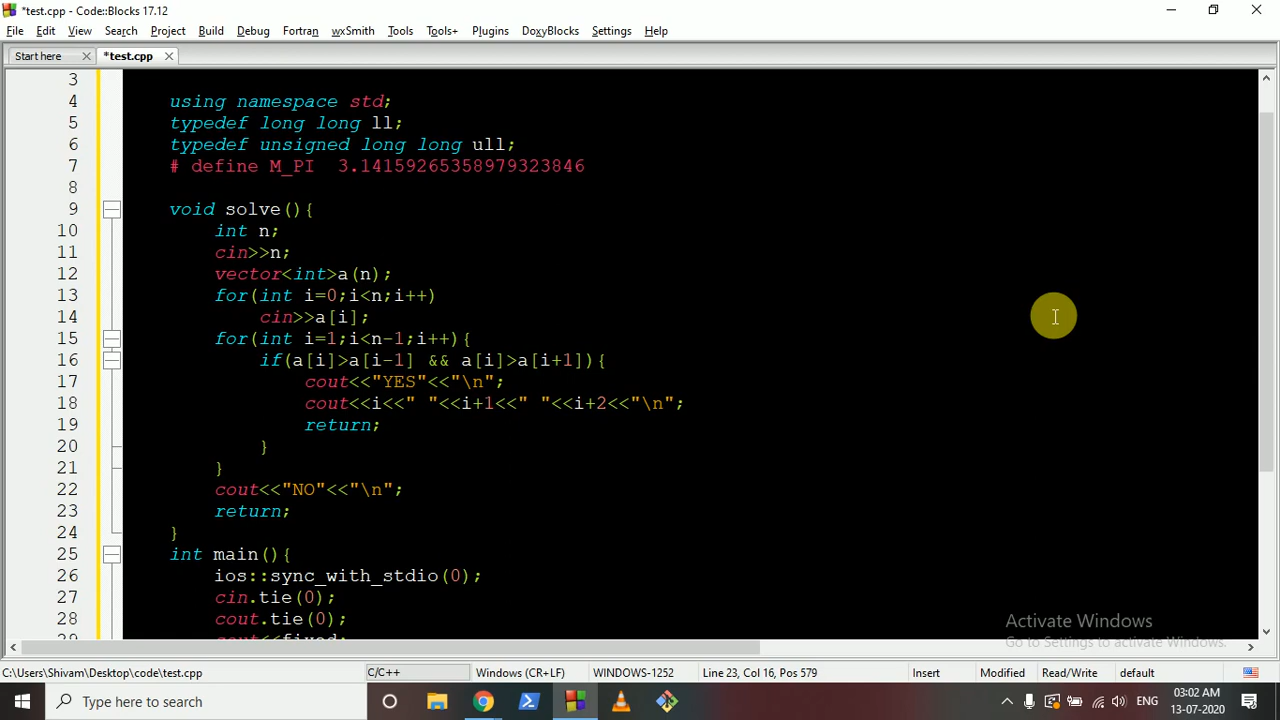 *test.cpp - Code::Blocks 17.12
File Edit View Search Project Build Debug Fortran wxSmith Tools Tools+ Plugins DoxyBlocks Settings Help
Start here *test.cpp
3
4 using namespace std;
5 typedef long long ll;
6 typedef unsigned long long ull;
7 # define M_PI  3.14159265358979323846
8
9 void solve(){
10 int n;
11 cin>>n;
12 vector<int>a(n);
13 for(int i=0;i<n;i++)
14 cin>>a[i];
15 for(int i=1;i<n-1;i++){
16 if(a[i]>a[i-1] && a[i]>a[i+1]){
17 cout<<"YES"<<"\n";
18 cout<<i<<" "<<i+1<<" "<<i+2<<"\n";
19 return;
20 }
21 }
22 cout<<"NO"<<"\n";
23 return;
24 }
25 int main(){
26 ios::sync_with_stdio(0);
27 cin.tie(0);
28 cout.tie(0);
29 cout<<fixed;
Activate Windows
Go to Settings to activate Windows.
C:\Users\Shivam\Desktop\code\test.cpp C/C++ Windows (CR+LF) WINDOWS-1252 Line 23, Col 16, Pos 579 Insert Modified Read/Write default
Type here to search
ENG
03:02 AM
13-07-2020